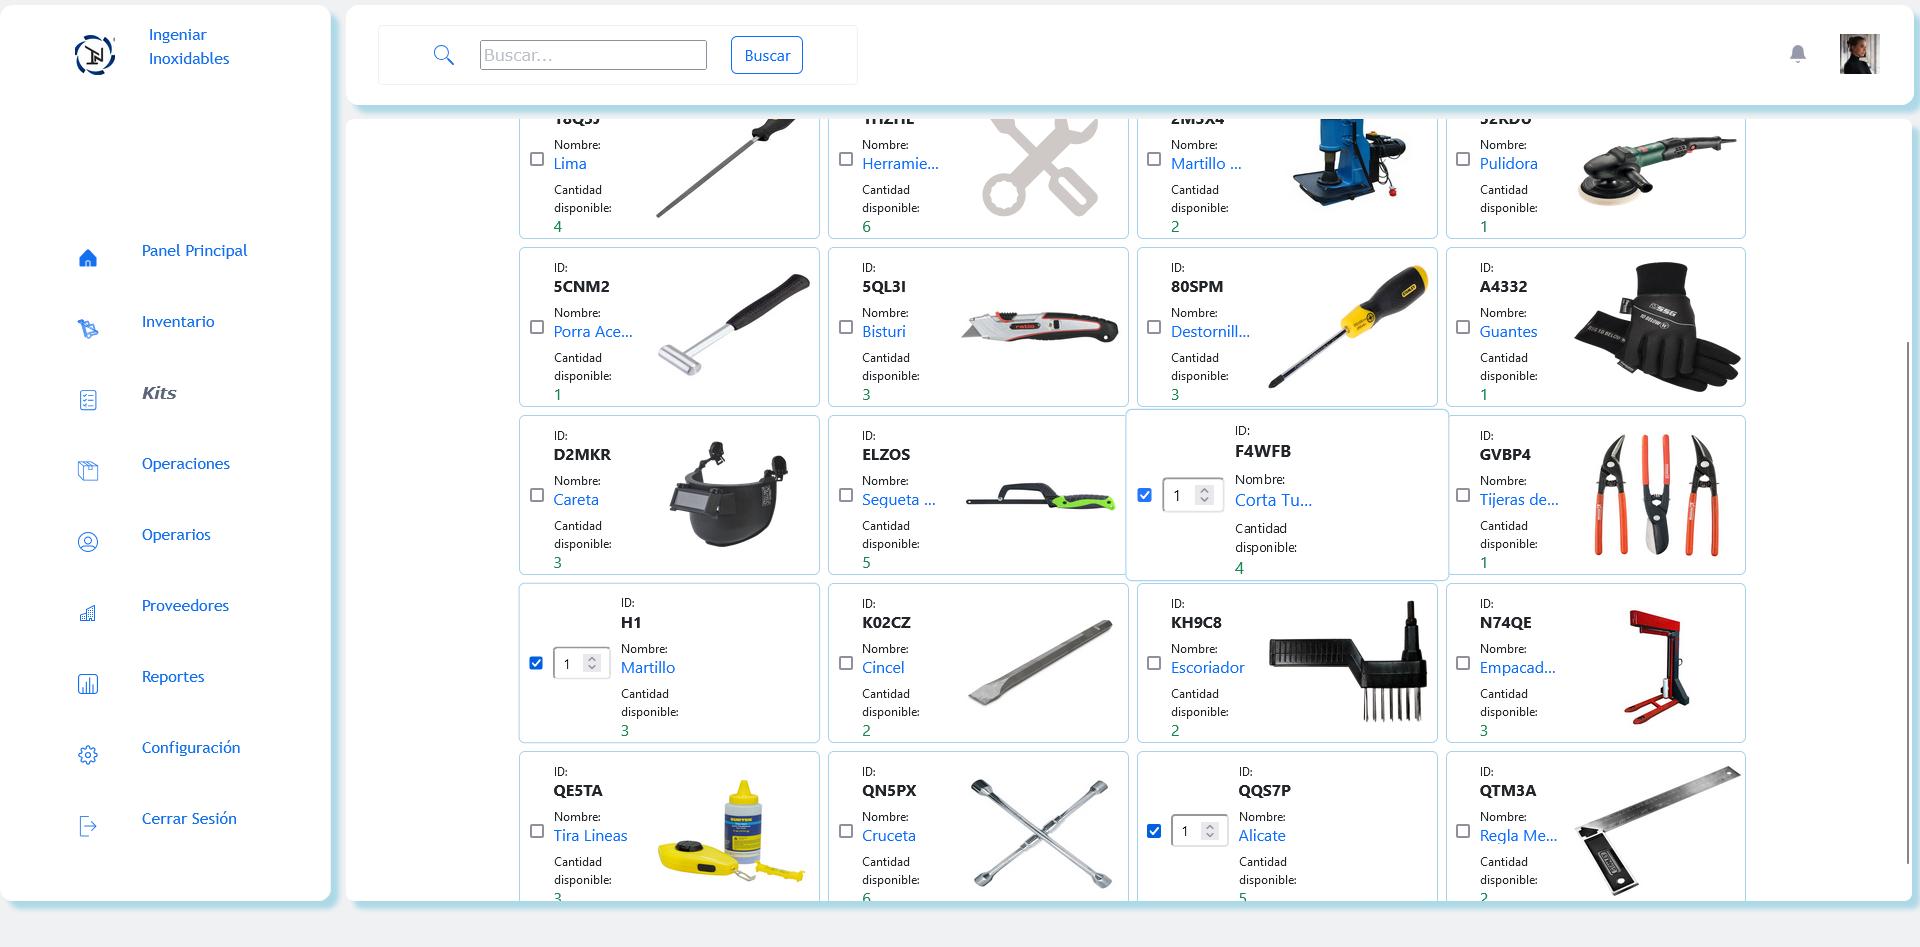 Ingeniar
Inoxidables
Buscar...
Buscar
Panel Principal
Inventario
Kits
Operaciones
Operarios
Proveedores
Reportes
Configuración
Cerrar Sesión
Nombre:
Lima
Cantidad
disponible:
4
Nombre:
Herramie...
Cantidad
disponible:
6
Nombre:
Martillo ...
Cantidad
disponible:
2
Nombre:
Pulidora
Cantidad
disponible:
1
ID:
5CNM2
Nombre:
Porra Ace...
Cantidad
disponible:
1
ID:
5QL3I
Nombre:
Bisturi
Cantidad
disponible:
3
ID:
80SPM
Nombre:
Destornill...
Cantidad
disponible:
3
ID:
A4332
Nombre:
Guantes
Cantidad
disponible:
1
ID:
D2MKR
Nombre:
Careta
Cantidad
disponible:
3
ID:
ELZOS
Nombre:
Segueta ...
Cantidad
disponible:
5
1
ID:
F4WFB
Nombre:
Corta Tu...
Cantidad
disponible:
4
ID:
GVBP4
Nombre:
Tijeras de...
Cantidad
disponible:
1
1
ID:
H1
Nombre:
Martillo
Cantidad
disponible:
3
ID:
K02CZ
Nombre:
Cincel
Cantidad
disponible:
2
ID:
KH9C8
Nombre:
Escoriador
Cantidad
disponible:
2
ID:
N74QE
Nombre:
Empacad...
Cantidad
disponible:
3
ID:
QE5TA
Nombre:
Tira Lineas
Cantidad
disponible:
3
ID:
QN5PX
Nombre:
Cruceta
Cantidad
disponible:
6
1
ID:
QQS7P
Nombre:
Alicate
Cantidad
disponible:
5
ID:
QTM3A
Nombre:
Regla Me...
Cantidad
disponible:
2